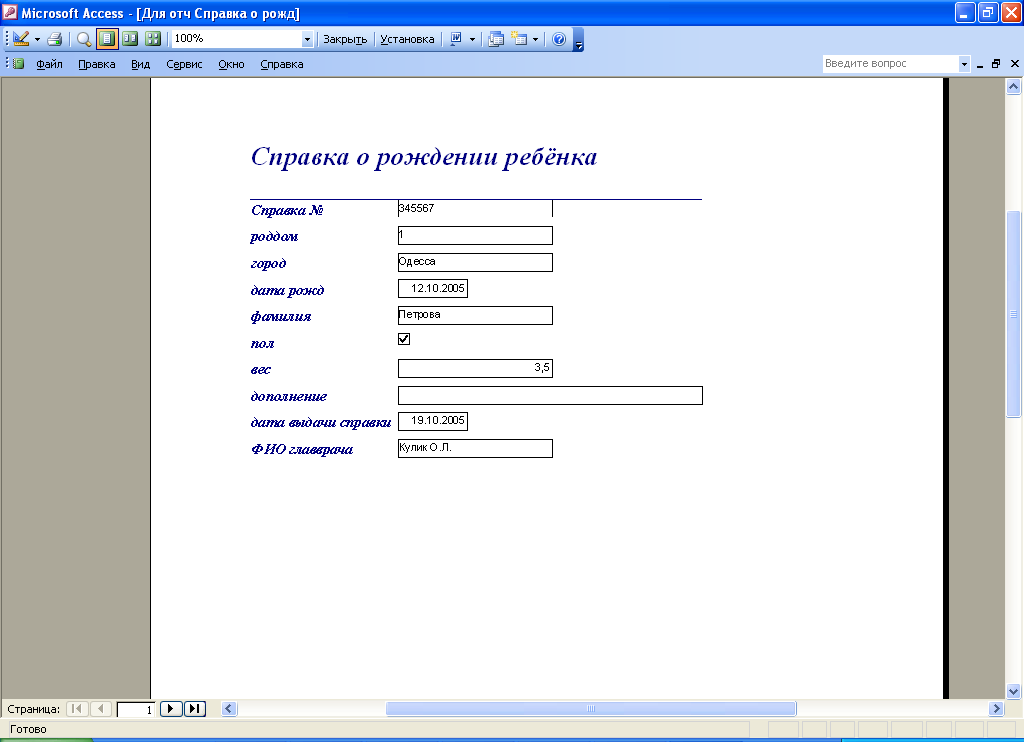 Microsoft Access - [Для отч Справка о рожд]
100% Закрыть Установка
Файл Правка Вид Сервис Окно Справка Введите вопрос
Справка о рождении ребёнка
Справка № 345567
роддом 1
город Одесса
дата рожд 12.10.2005
фамилия Петрова
пол
вес 3,5
дополнение
дата выдачи справки 19.10.2005
ФИО главврача Кулик О.Л.
Страница: 1
Готово